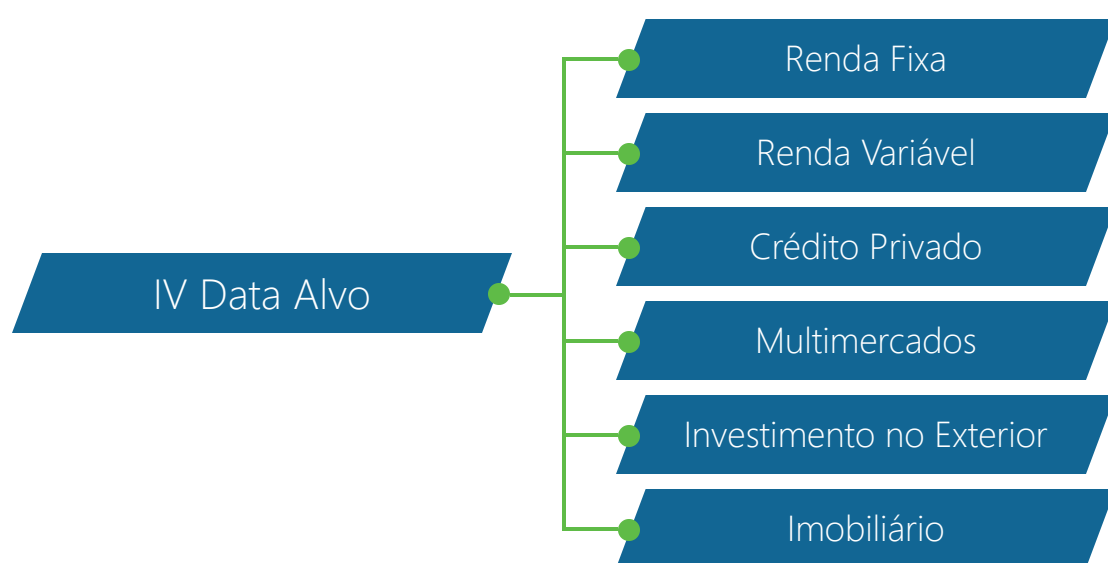 Renda Fixa
Renda Variável
Crédito Privado
IV Data Alvo
Multimercados
Investimento no Exterior
Imobiliário